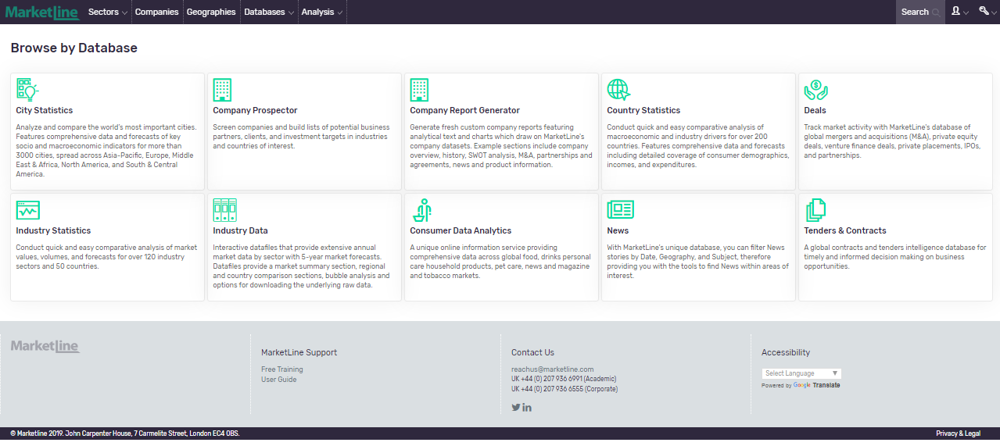 MarketLine Sectors Companies Geographies Databases Analysis Search
Browse by Database
City Statistics
Analyze and compare the world's most important cities.
Features comprehensive data and forecasts of key
socio and macroeconomic indicators for more than
3000 cities, spread across Asia-Pacific, Europe, Middle
East & Africa, North America, and South & Central
America.
Company Prospector
Screen companies and build lists of potential business
partners, clients, and investment targets in industries
and countries of interest.
Company Report Generator
Generate fresh custom company reports featuring
analytical text and charts which draw on MarketLine's
company datasets. Example sections include company
overview, history, SWOT analysis, M&A, partnerships and
agreements, news and product information.
Country Statistics
Conduct quick and easy comparative analysis of
macroeconomic and industry drivers for over 200
countries. Features comprehensive data and forecasts
including detailed coverage of consumer demographics,
incomes, and expenditures.
Deals
Track market activity with MarketLine's database of
global mergers and acquisitions (M&A), private equity
deals, venture finance deals, private placements, IPOs,
and partnerships.
Industry Statistics
Conduct quick and easy comparative analysis of market
values, volumes, and forecasts for over 120 industry
sectors and 50 countries.
Industry Data
Interactive datafiles that provide extensive annual
market data by sector with 5-year market forecasts.
Datafiles provide a market summary section, regional
and country comparison sections, bubble analysis and
options for downloading the underlying raw data.
Consumer Data Analytics
A unique online information service providing
comprehensive data across global food, drinks personal
care household products, pet care, news and magazine
and tobacco markets.
News
With MarketLine's unique database, you can filter News
stories by Date, Geography, and Subject, therefore
providing you with the tools to find News within areas of
interest.
Tenders & Contracts
A global contracts and tenders intelligence database for
timely and informed decision making on business
opportunities.
MarketLine
MarketLine Support
Free Training
User Guide
Contact Us
reachus@marketline.com
UK +44 (0) 207 936 6991 (Academic)
UK +44 (0) 207 936 6555 (Corporate)
Accessibility
Select Language ▼
Powered by Google Translate
© Marketline 2019. John Carpenter House, 7 Carmelite Street, London EC4 0BS.
Privacy & Legal